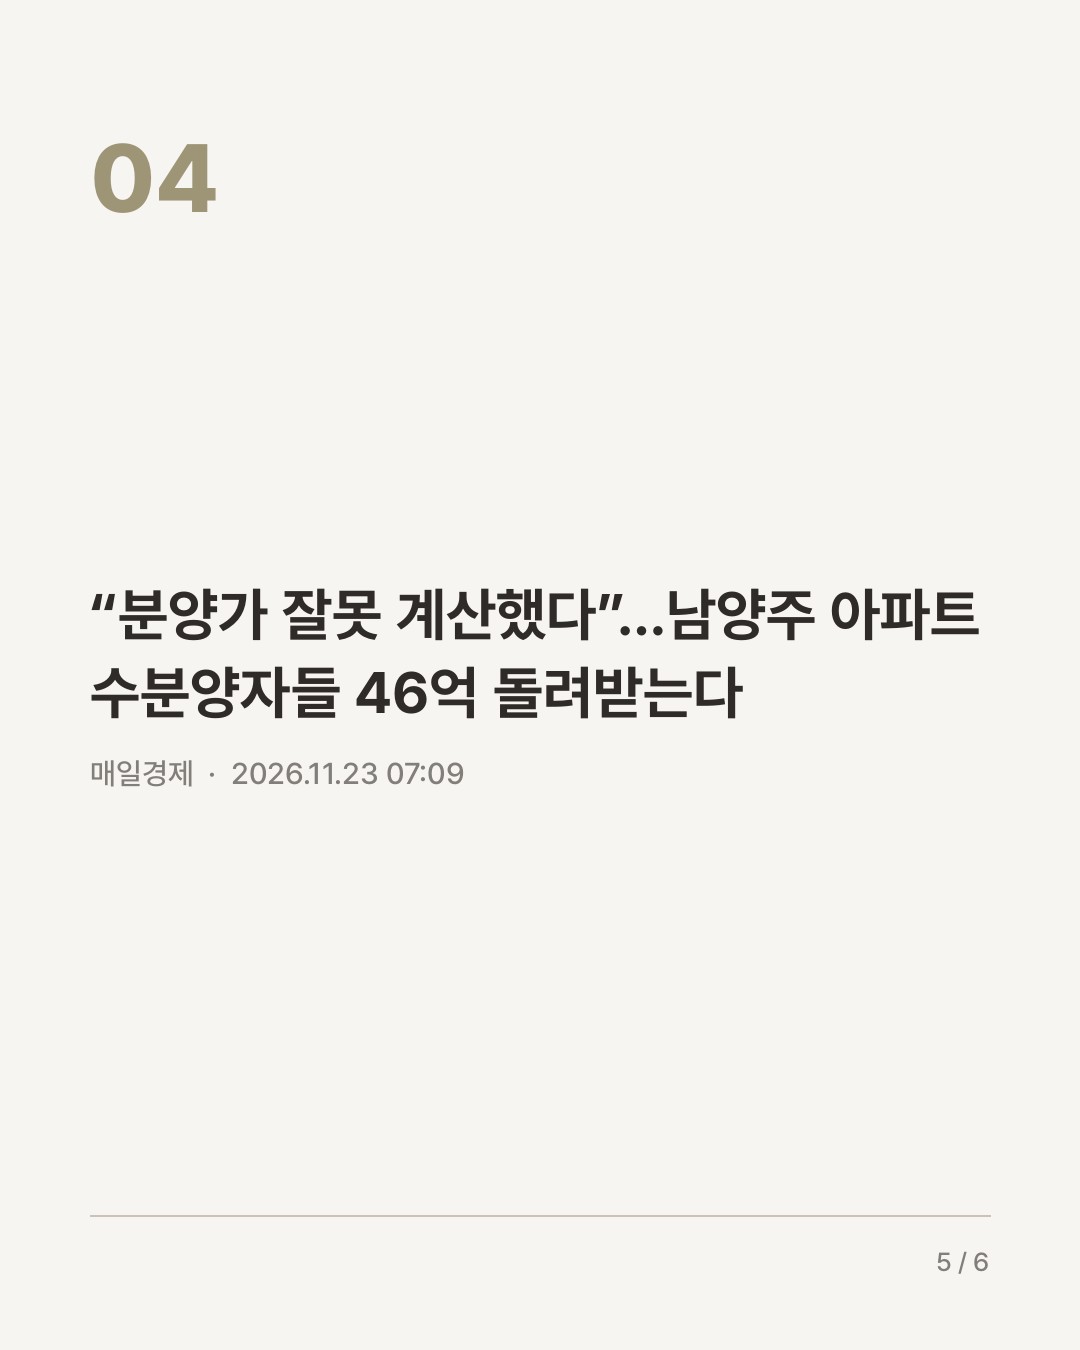 04
“분양가 잘못 계산했다”…남양주 아파트
수분양자들 46억 돌려받는다
매일경제 · 2026.11.23 07:09
5 / 6